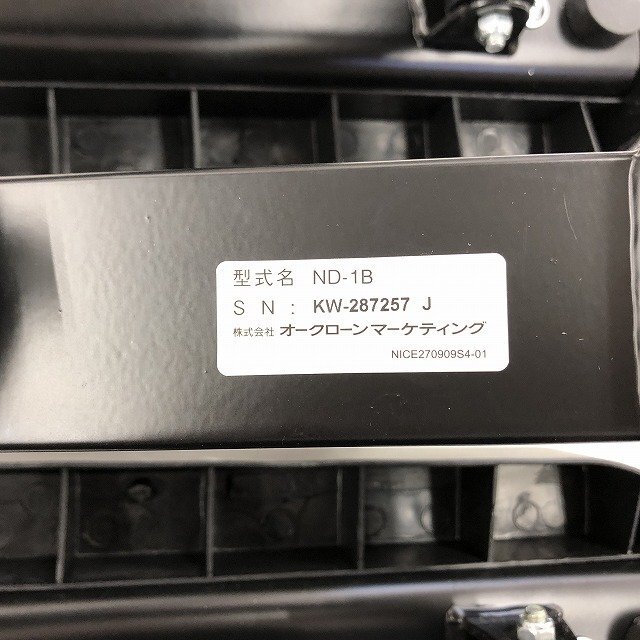 型式名 ND-1B
S N : KW-287257 J
株式会社 オークローンマーケティング
NICE270909S4-01